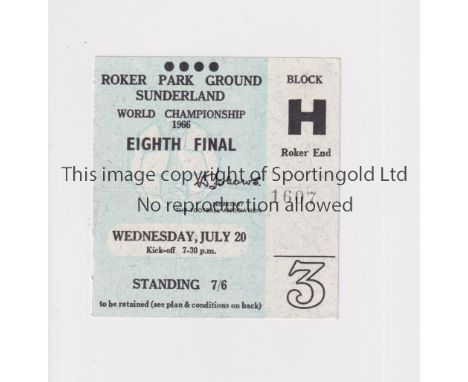 ROKER PARK GROUND
SUNDERLAND
WORLD CHAMPIONSHIP
1966
EIGHTH FINAL
WEDNESDAY, JULY 20
Kick-off 7-30 p.m.
STANDING 7/6
to be retained (see plan & conditions on back)
BLOCK
H
Roker End
1607
3
This image copyright of Sportingold Ltd
No reproduction allowed